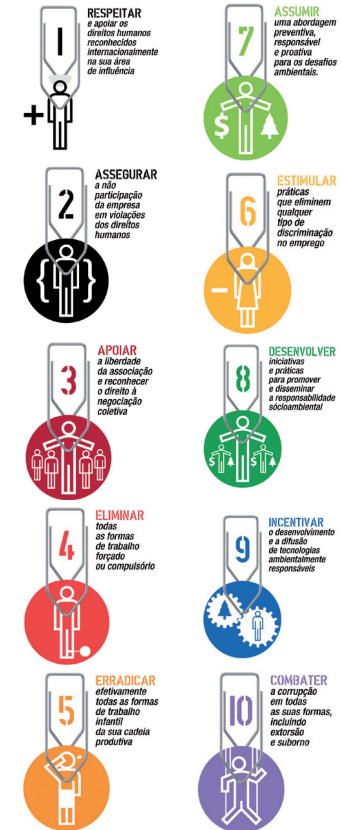 1
RESPEITAR
e apoiar os
direitos humanos
reconhecidos
internacionalmente
na sua área
de influência
+
2
ASSEGURAR
a não
participação
da empresa
em violações
dos direitos
humanos
{ }
3
APOIAR
a liberdade
da associação
e reconhecer
o direito à
negociação
coletiva
4
ELIMINAR
todas
as formas
de trabalho
forçado
ou compulsório
5
ERRADICAR
efetivamente
todas as formas
de trabalho
infantil
da sua cadeia
produtiva
7
ASSUMIR
uma abordagem
preventiva,
responsável
e proativa
para os desafios
ambientais.
$
6
ESTIMULAR
práticas
que eliminem
qualquer
tipo de
discriminação
no emprego
−
8
DESENVOLVER
iniciativas
e práticas
para promover
e disseminar
a responsabilidade
sócioambiental
$ $
9
INCENTIVAR
o desenvolvimento
e a difusão
de tecnologias
ambientalmente
responsáveis
10
COMBATER
a corrupção
em todas
as suas formas,
incluindo
extorsão
e suborno